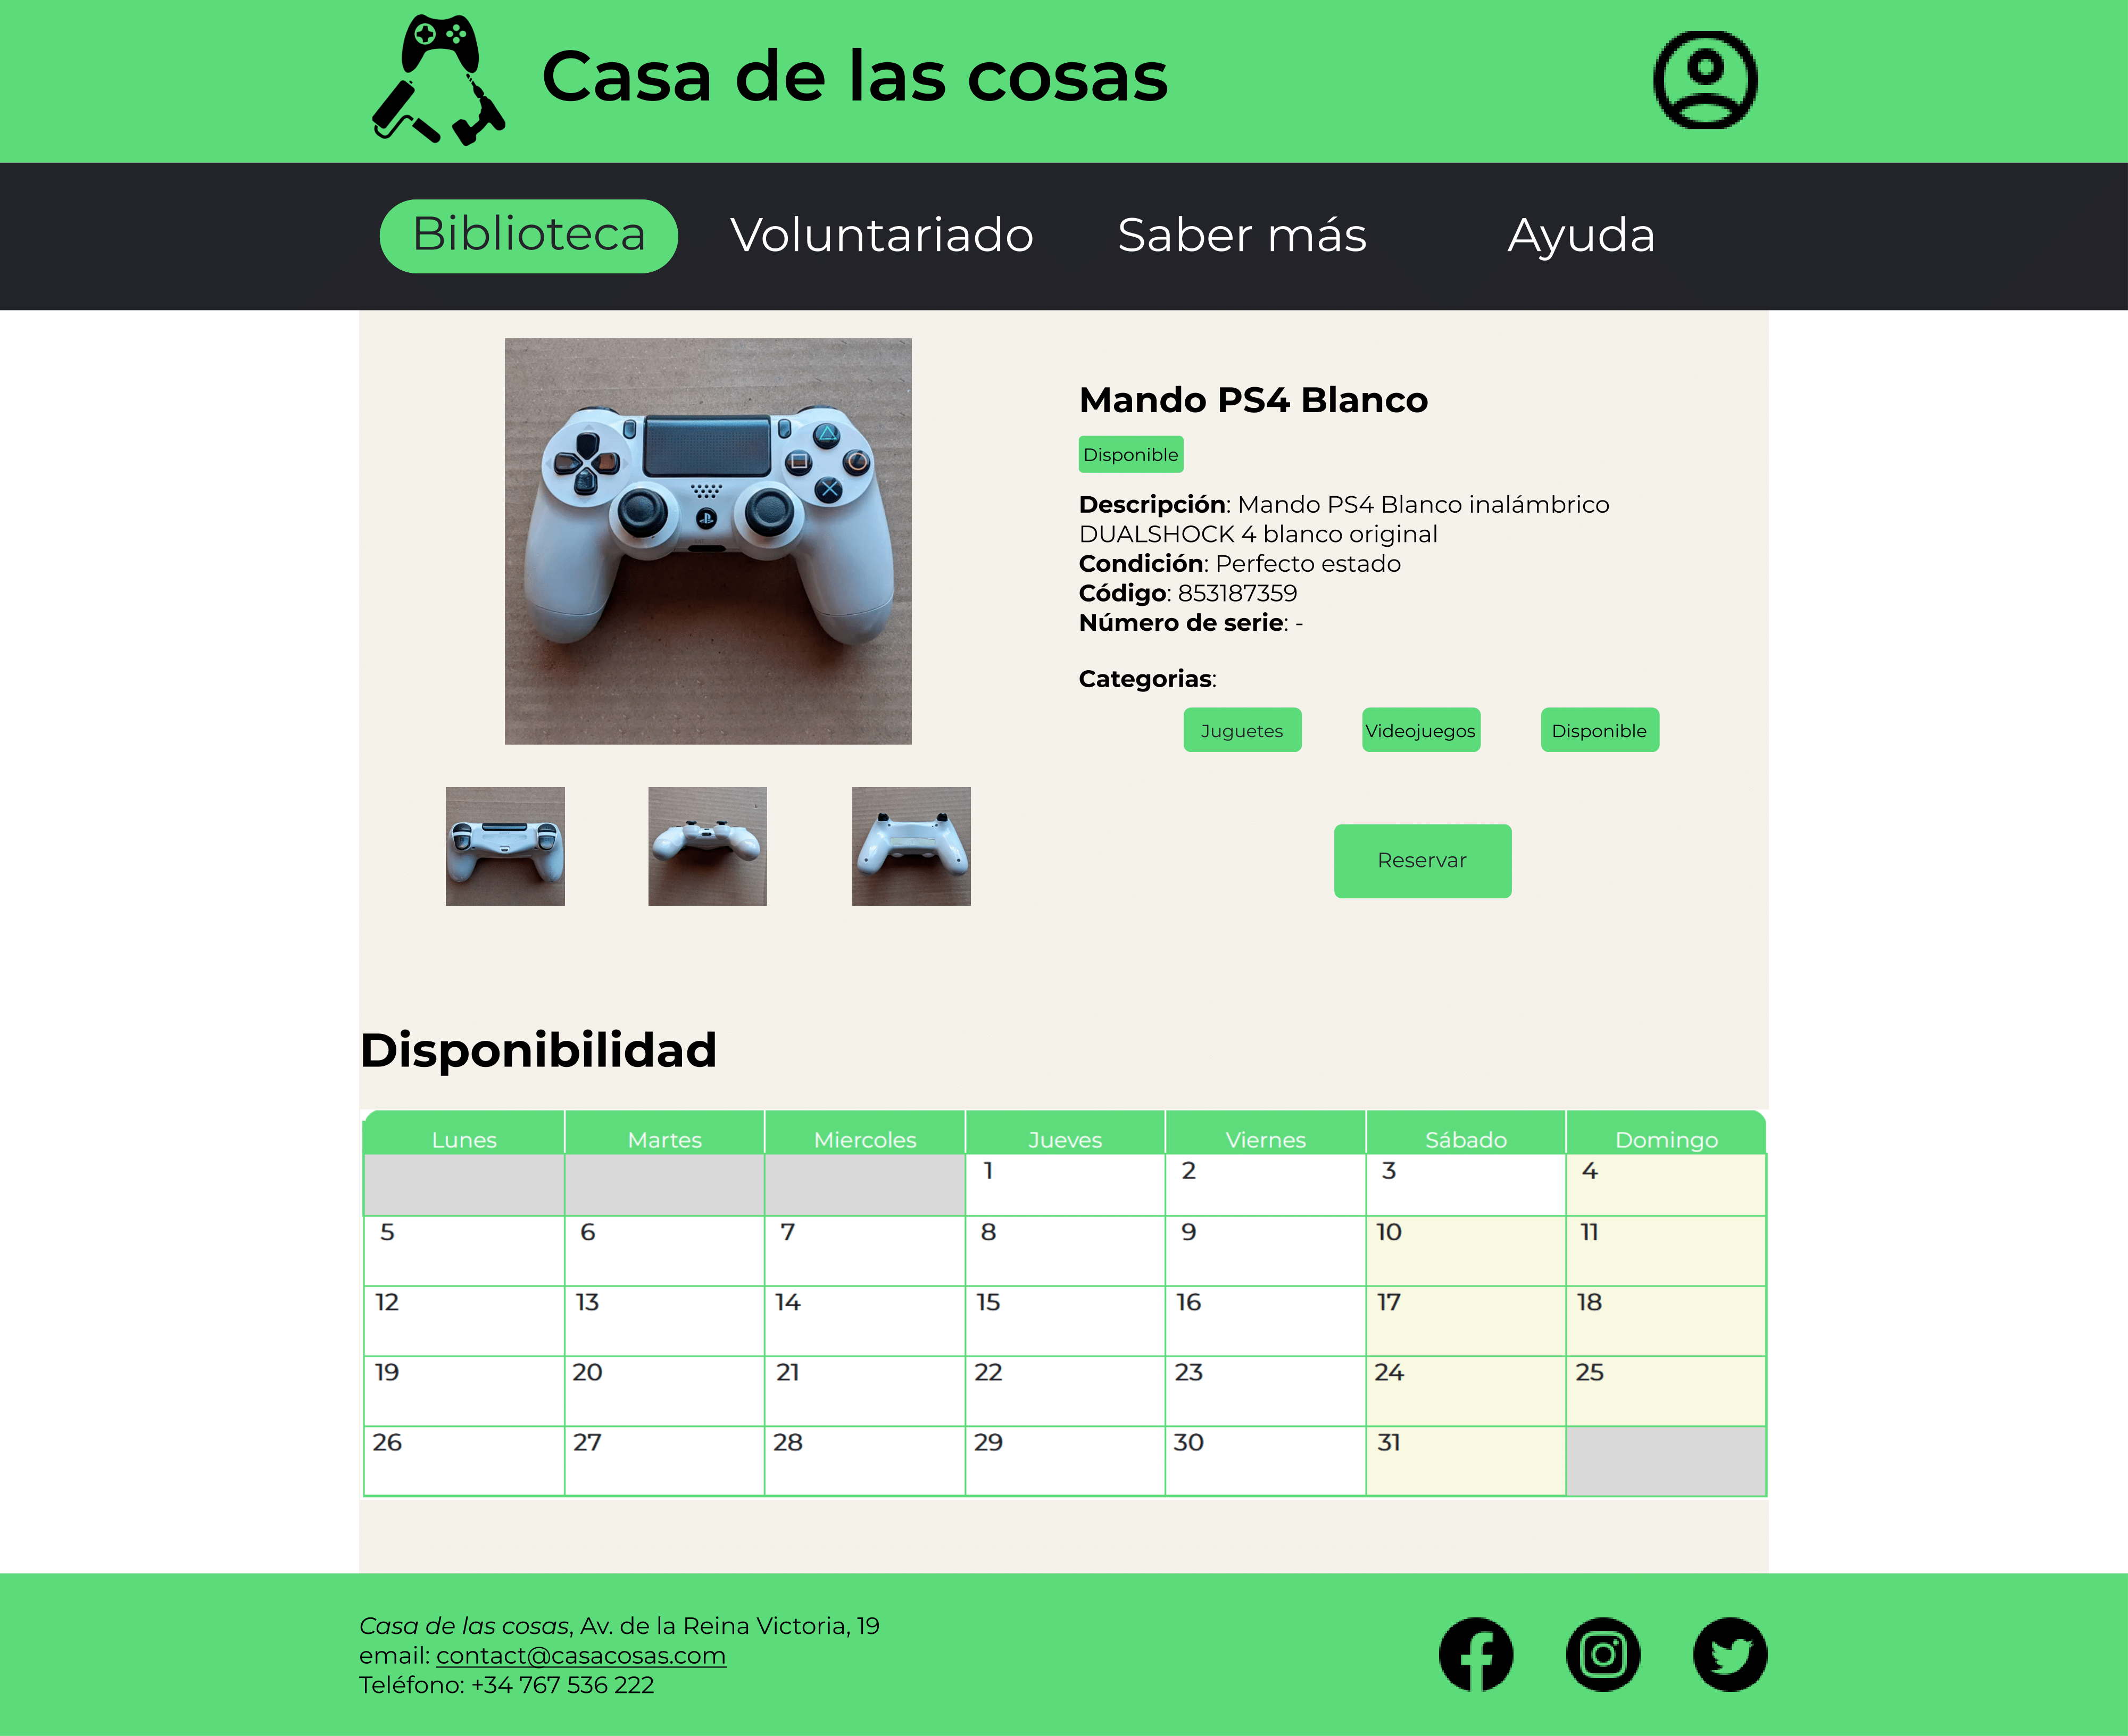 Casa de las cosas
Biblioteca Voluntariado Saber más Ayuda
Mando PS4 Blanco
Disponible
Descripción: Mando PS4 Blanco inalámbrico
DUALSHOCK 4 blanco original
Condición: Perfecto estado
Código: 853187359
Número de serie: -
Categorias:
Juguetes Videojuegos Disponible
Reservar
Disponibilidad
Lunes Martes Miercoles Jueves Viernes Sábado Domingo
1 2 3 4
5 6 7 8 9 10 11
12 13 14 15 16 17 18
19 20 21 22 23 24 25
26 27 28 29 30 31
Casa de las cosas, Av. de la Reina Victoria, 19
email: contact@casacosas.com
Teléfono: +34 767 536 222